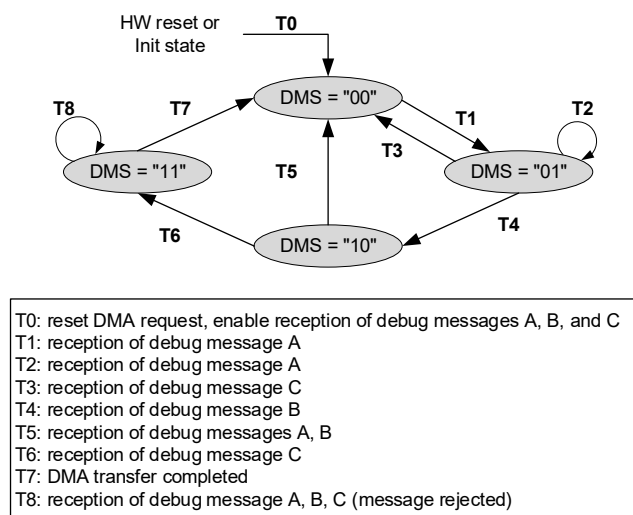 HW reset or
Init state
T0
DMS = "00"
T8
T7
T1
T2
T3
DMS = "11"
T5
DMS = "01"
T6
T4
DMS = "10"
T0: reset DMA request, enable reception of debug messages A, B, and C
T1: reception of debug message A
T2: reception of debug message A
T3: reception of debug message C
T4: reception of debug message B
T5: reception of debug messages A, B
T6: reception of debug message C
T7: DMA transfer completed
T8: reception of debug message A, B, C (message rejected)